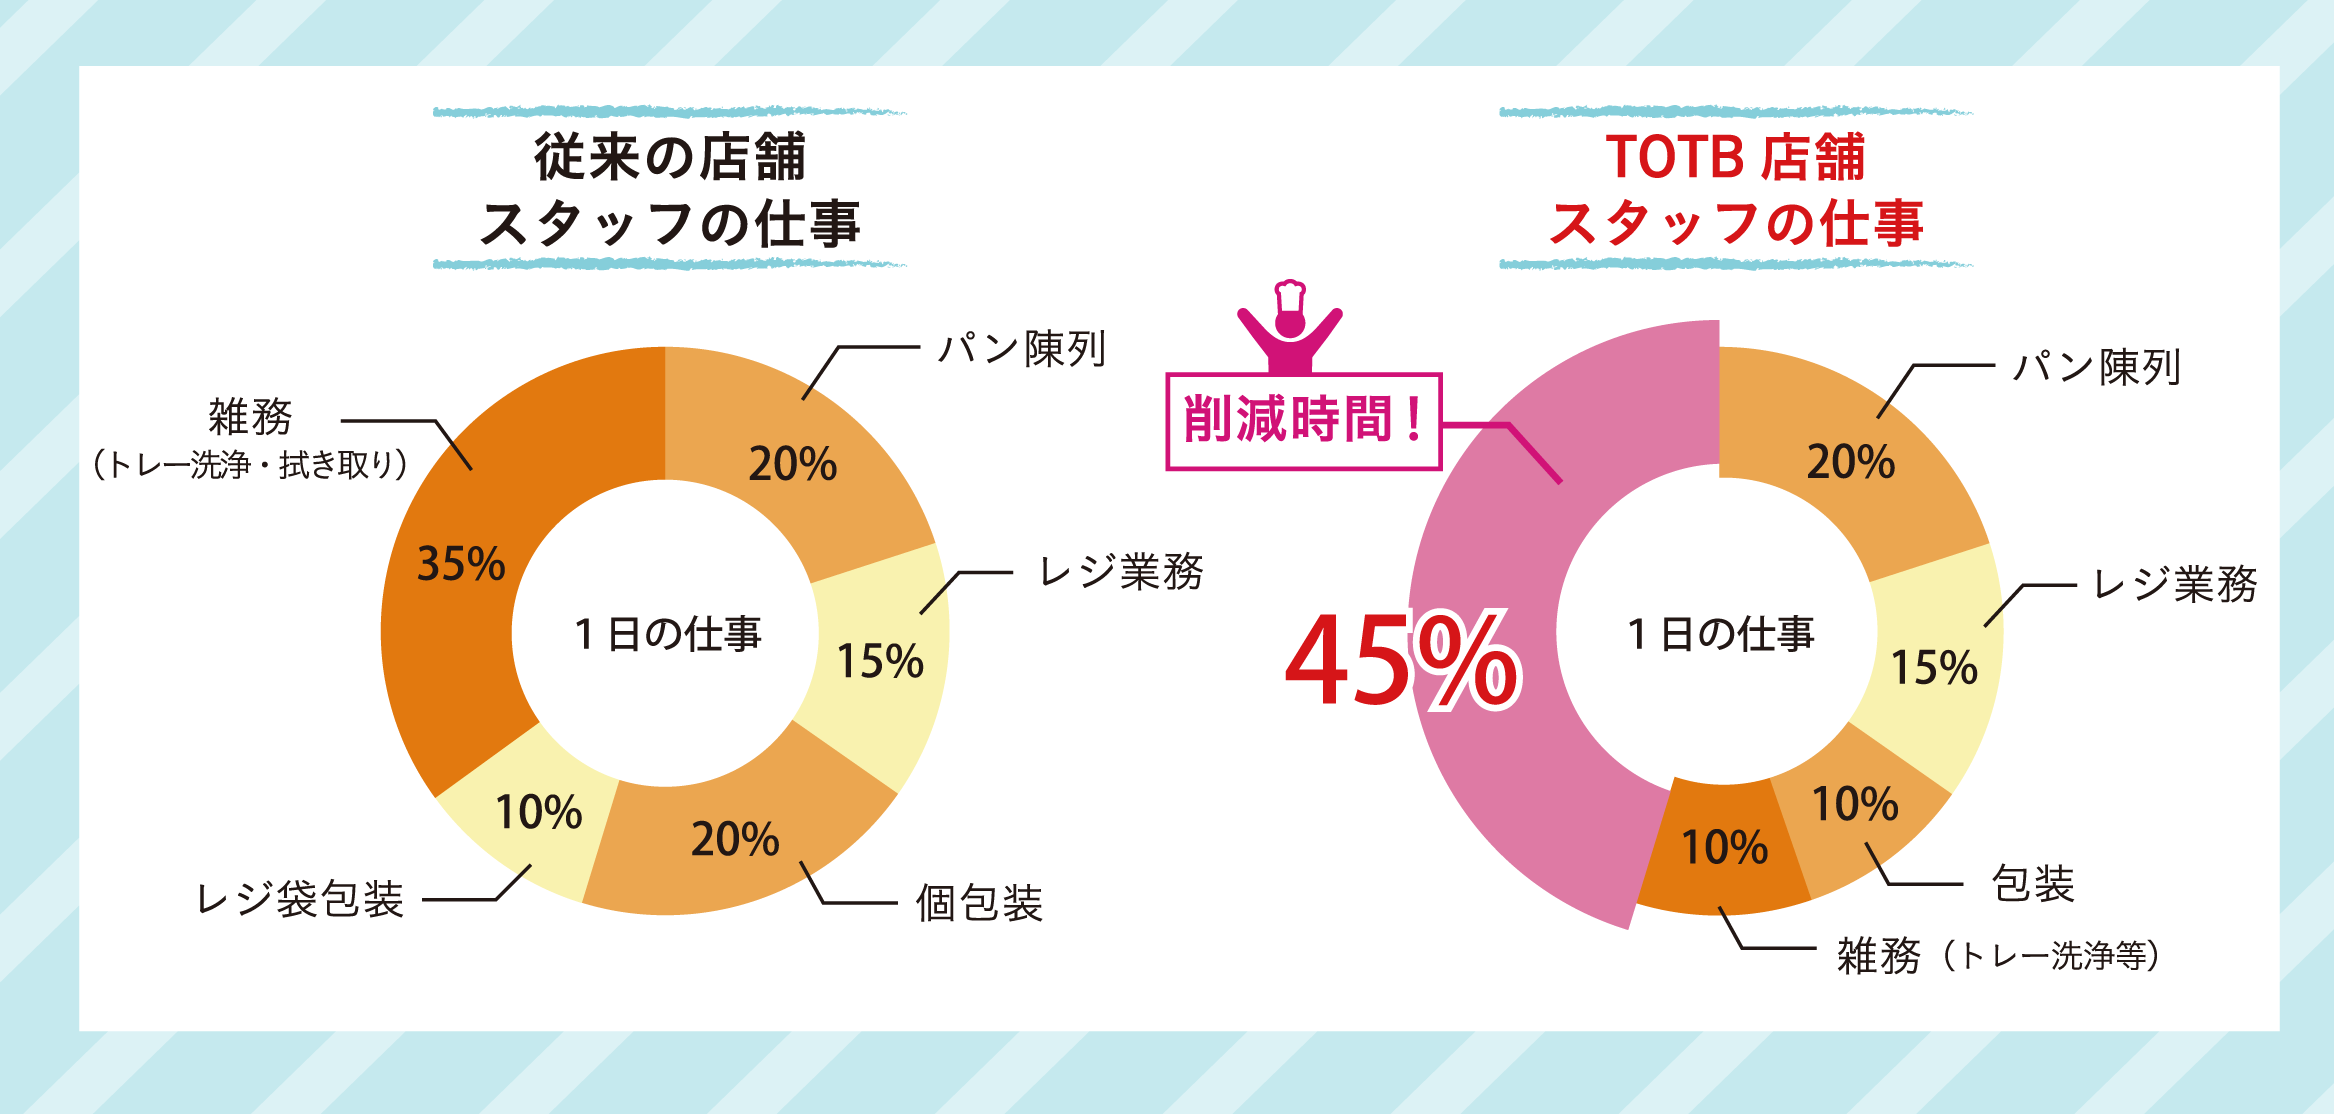 従来の店舗
スタッフの仕事
パン陳列
20%
レジ業務
15%
個包装
20%
レジ袋包装
10%
雑務
（トレー洗浄・拭き取り）
35%
1日の仕事
TOTB 店舗
スタッフの仕事
削減時間！
45%
パン陳列
20%
レジ業務
15%
包装
10%
雑務（トレー洗浄等）
10%
1日の仕事